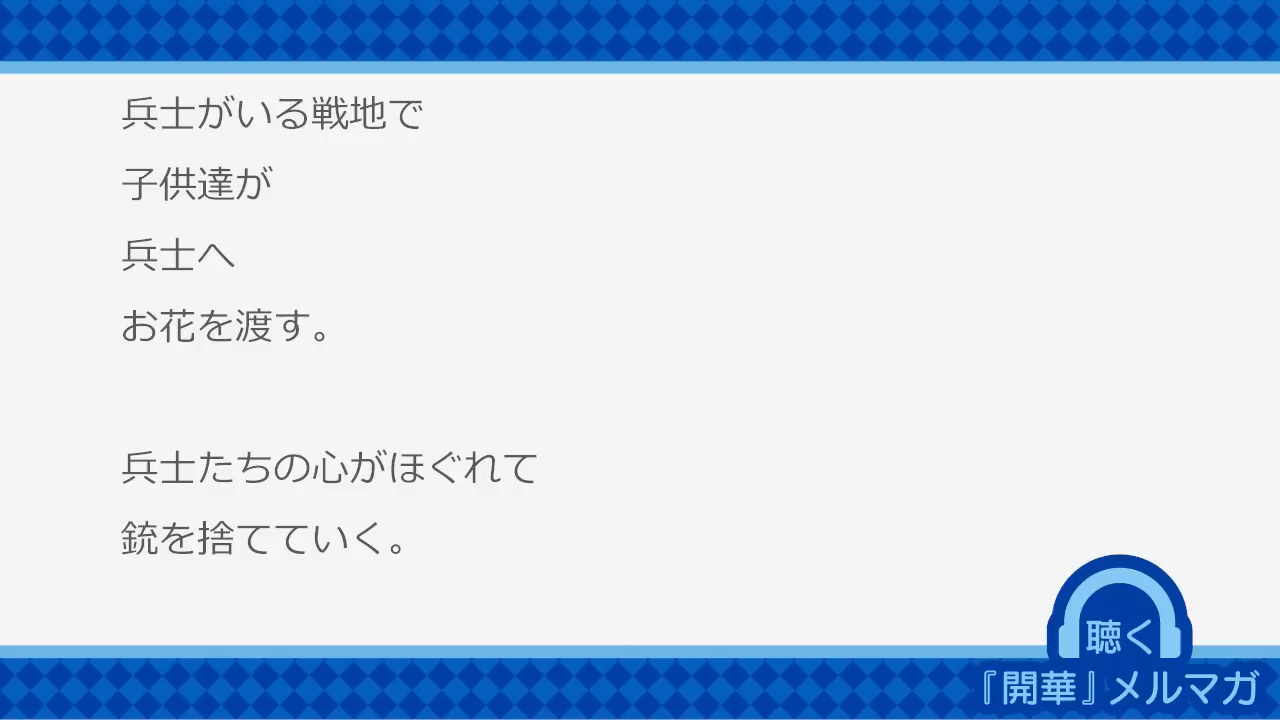 兵士がいる戦地で
子供達が
兵士へ
お花を渡す。
兵士たちの心がほぐれて
銃を捨てていく。
聴く
『開華』メルマガ